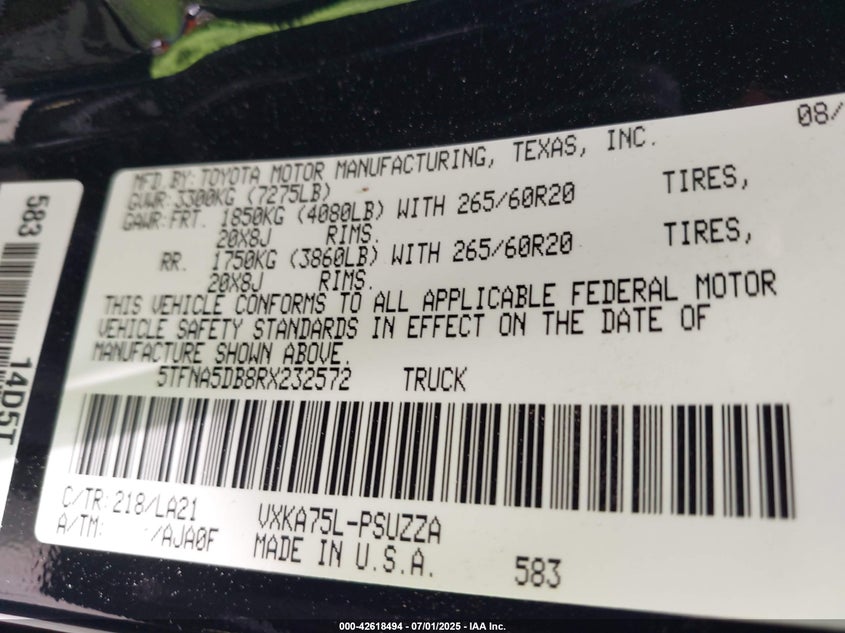 08/
MFD.BY:TOYOTA MOTOR MANUFACTURING, TEXAS, INC.
GVWR:3300KG (7275LB)
GAWR:FRT. 1850KG (4080LB) WITH 265/60R20 TIRES,
20X8J RIMS.
RR. 1750KG (3860LB) WITH 265/60R20 TIRES,
20X8J RIMS.
THIS VEHICLE CONFORMS TO ALL APPLICABLE FEDERAL MOTOR
VEHICLE SAFETY STANDARDS IN EFFECT ON THE DATE OF
MANUFACTURE SHOWN ABOVE.
5TFNA5DB8RX232572 TRUCK
C/TR:218/LA21 VXKA75L-PSUZZA
A/TM: /AJA0F MADE IN U.S.A. 583
583
14D5T
000-42618494 - 07/01/2025 - IAA Inc.